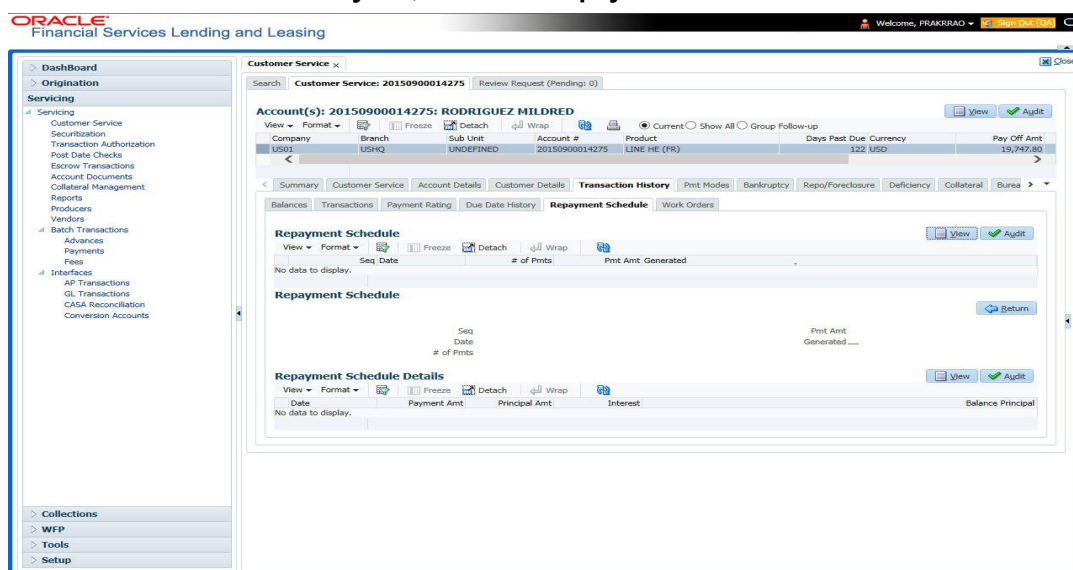 ORACLE
Financial Services Lending and Leasing
Welcome, PRAKRRAO
Sign Out [QA]
Close
DashBoard
Origination
Servicing
Servicing
Customer Service
Securitization
Transaction Authorization
Post Date Checks
Escrow Transactions
Account Documents
Collateral Management
Reports
Producers
Vendors
Batch Transactions
Advances
Payments
Fees
Interfaces
AP Transactions
GL Transactions
CASA Reconciliation
Conversion Accounts
Collections
WFP
Tools
Setup
Customer Service
Search Customer Service: 20150900014275 Review Request (Pending: 0)
Account(s): 20150900014275: RODRIGUEZ MILDRED View Audit
View Format Freeze Detach Wrap Current Show All Group Follow-up
Company Branch Sub Unit Account # Product Days Past Due Currency Pay Off Amt
US01 USHQ UNDEFINED 20150900014275 LINE HE (FR) 122 USD 19,747.80
Summary Customer Service Account Details Customer Details Transaction History Pmt Modes Bankruptcy Repo/Foreclosure Deficiency Collateral Burea
Balances Transactions Payment Rating Due Date History Repayment Schedule Work Orders
Repayment Schedule View Audit
View Format Freeze Detach Wrap
Seq Date # of Pmts Pmt Amt Generated
No data to display.
Repayment Schedule
Return
Seq Pmt Amt
Date Generated
# of Pmts
Repayment Schedule Details View Audit
View Format Freeze Detach Wrap
Date Payment Amt Principal Amt Interest Balance Principal
No data to display.